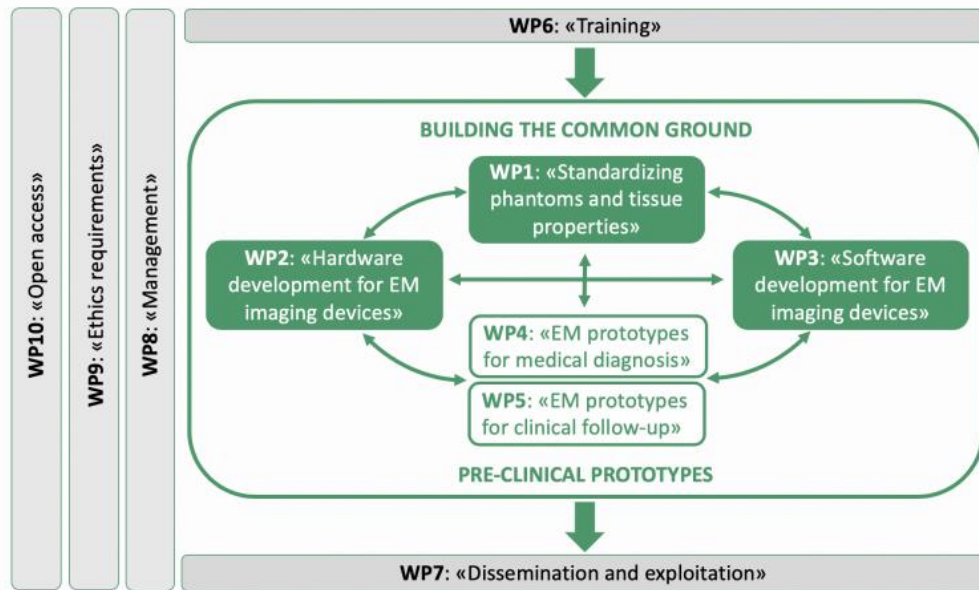 WP10: «Open access»
WP9: «Ethics requirements»
WP8: «Management»
WP6: «Training»
BUILDING THE COMMON GROUND
WP1: «Standardizing
phantoms and tissue
properties»
WP2: «Hardware
development for EM
imaging devices»
WP3: «Software
development for EM
imaging devices»
WP4: «EM prototypes
for medical diagnosis»
WP5: «EM prototypes
for clinical follow-up»
PRE-CLINICAL PROTOTYPES
WP7: «Dissemination and exploitation»